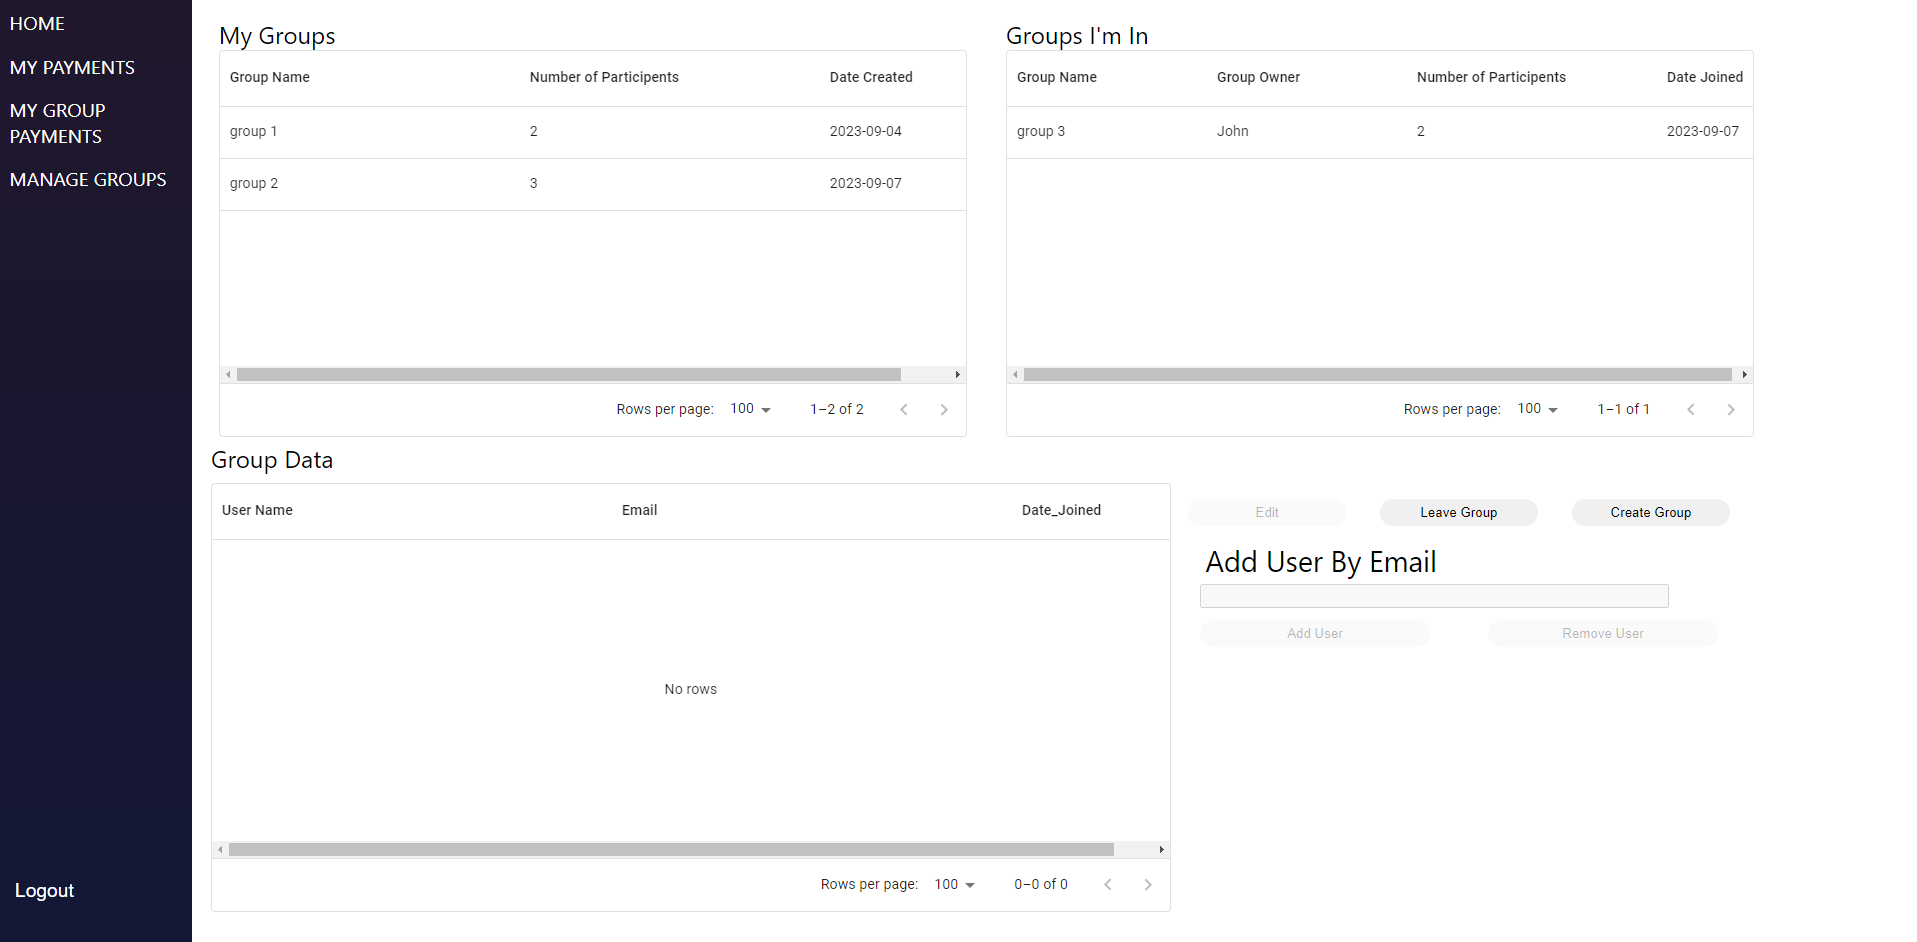 HOME
MY PAYMENTS
MY GROUP
PAYMENTS
MANAGE GROUPS
Logout
My Groups
Group Name Number of Participents Date Created
group 1 2 2023-09-04
group 2 3 2023-09-07
Rows per page: 100 1–2 of 2
Groups I'm In
Group Name Group Owner Number of Participents Date Joined
group 3 John 2 2023-09-07
Rows per page: 100 1–1 of 1
Group Data
User Name Email Date_Joined
No rows
Rows per page: 100 0–0 of 0
Edit Leave Group Create Group
Add User By Email
Add User Remove User